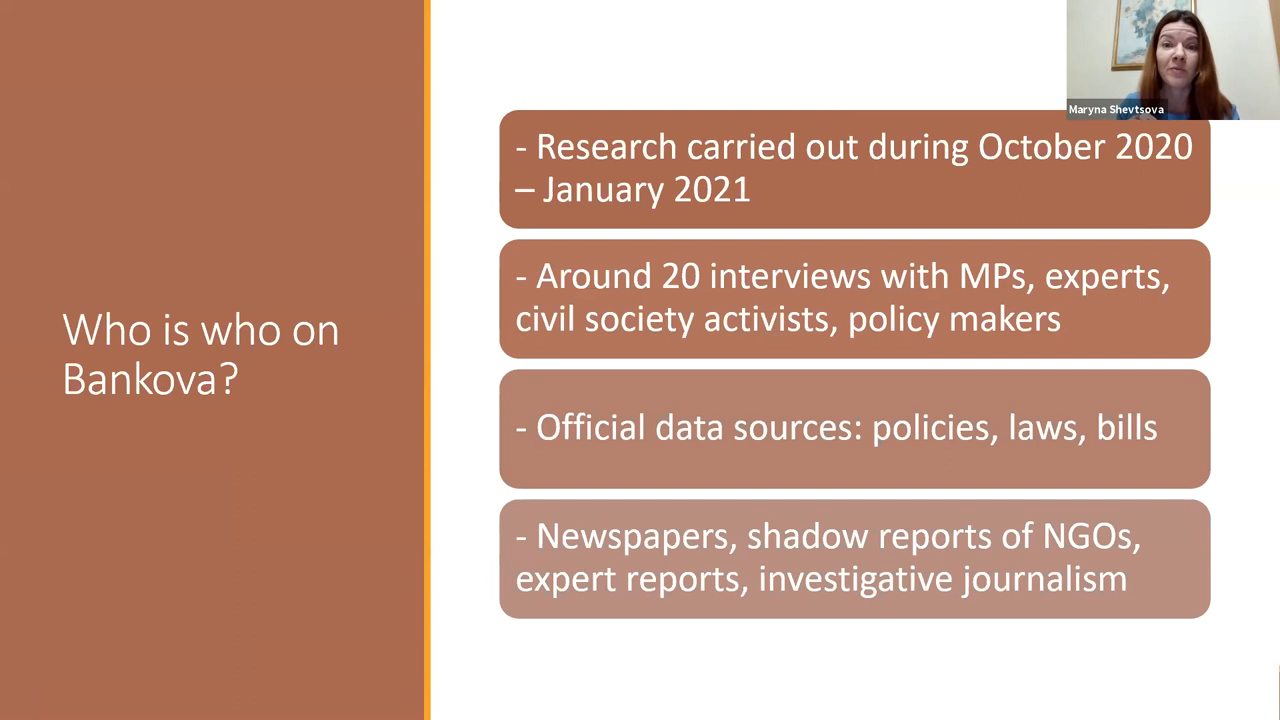 Maryna Shevtsova
Who is who on
Bankova?
- Research carried out during October 2020
– January 2021
- Around 20 interviews with MPs, experts,
civil society activists, policy makers
- Official data sources: policies, laws, bills
- Newspapers, shadow reports of NGOs,
expert reports, investigative journalism